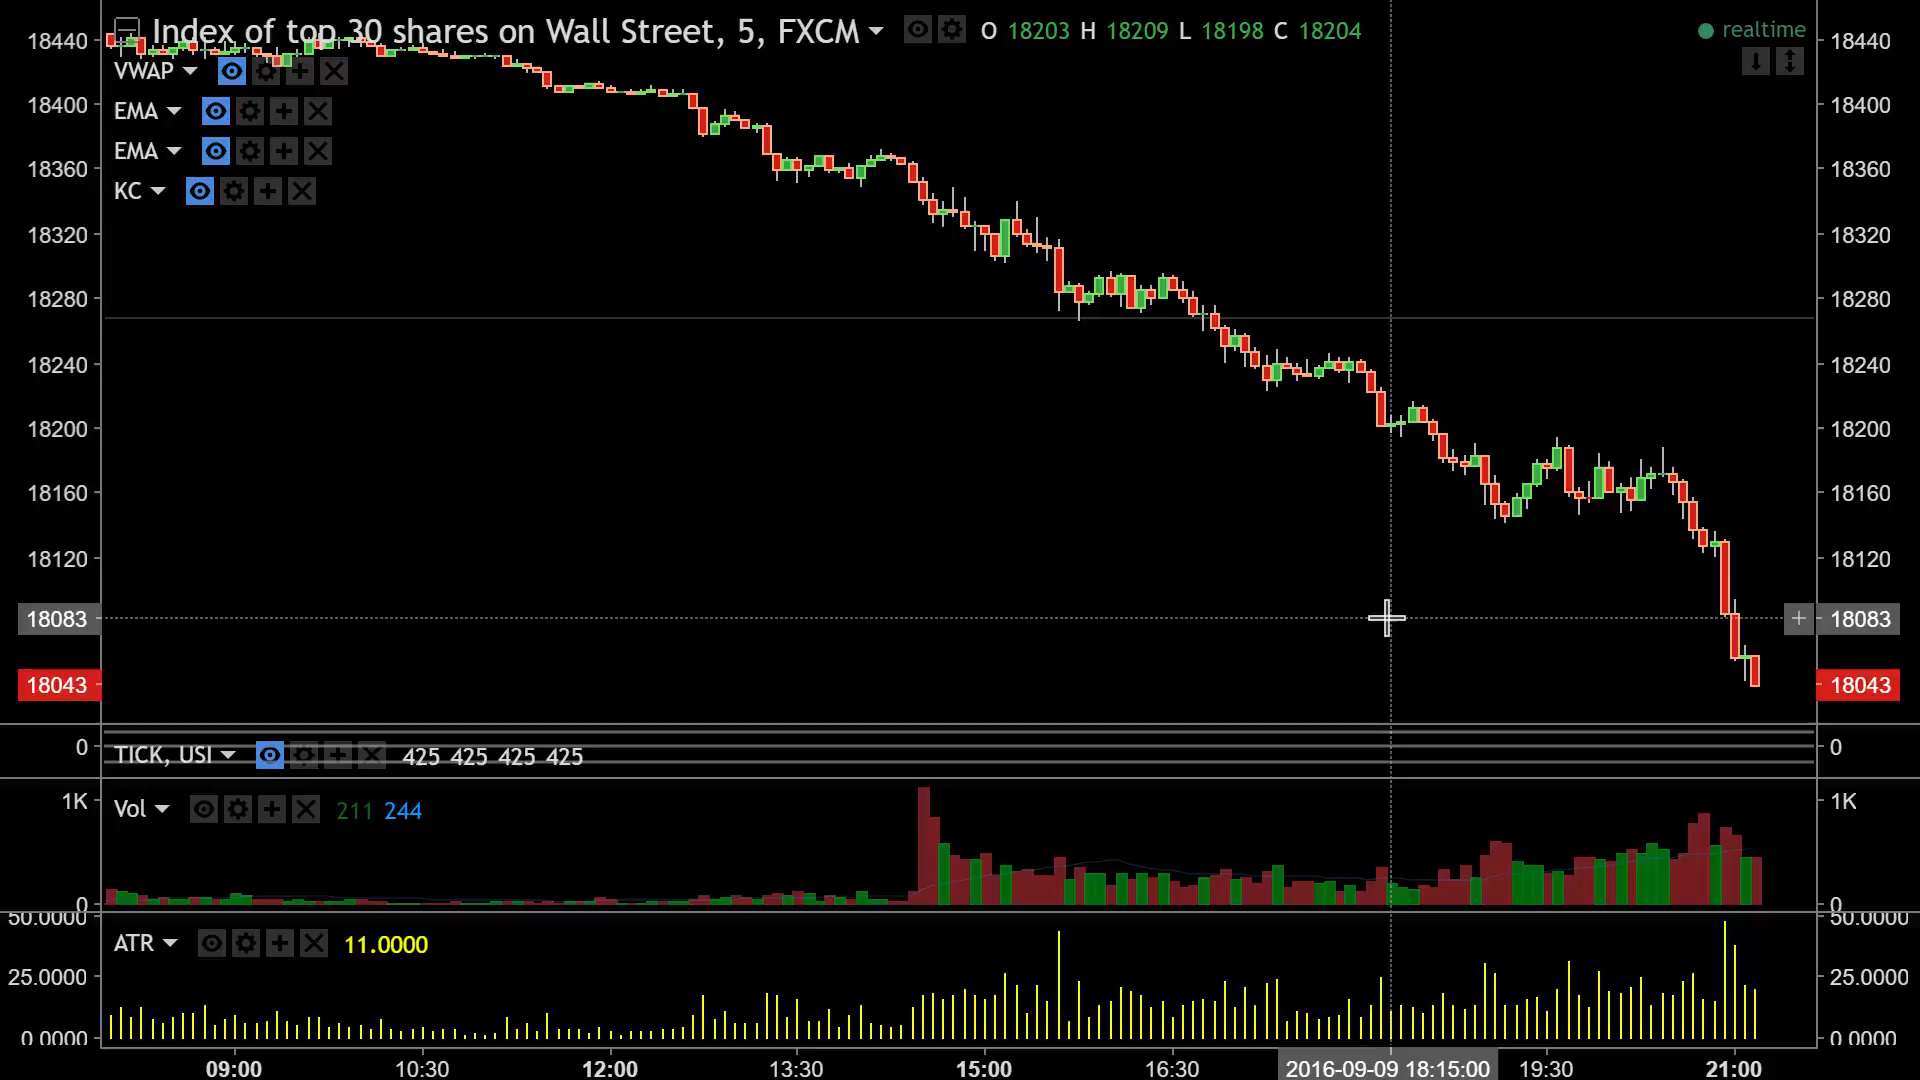 Index of top 30 shares on Wall Street, 5, FXCM O 18203 H 18209 L 18198 C 18204
realtime
VWAP
EMA
EMA
KC
18440 18440
18400 18400
18360 18360
18320 18320
18280 18280
18240 18240
18200 18200
18160 18160
18120 18120
18083 18083
18043 18043
0 TICK, USI 425 425 425 425 0
1K Vol 211 244 1K
0 0
50.0000 50.0000
ATR 11.0000
25.0000 25.0000
0.0000 0.0000
09:00 10:30 12:00 13:30 15:00 16:30 2016-09-09 18:15:00 19:30 21:00